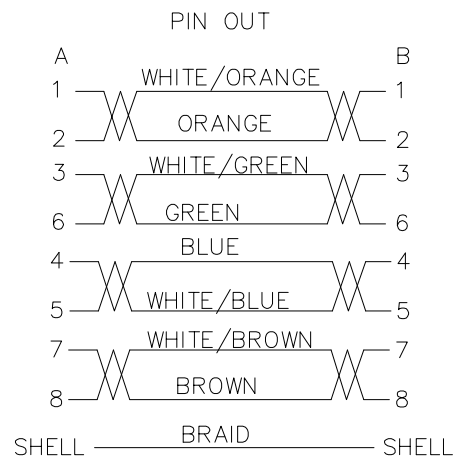 PIN OUT
A B
1 WHITE/ORANGE 1
2 ORANGE 2
3 WHITE/GREEN 3
6 GREEN 6
4 BLUE 4
5 WHITE/BLUE 5
7 WHITE/BROWN 7
8 BROWN 8
SHELL BRAID SHELL